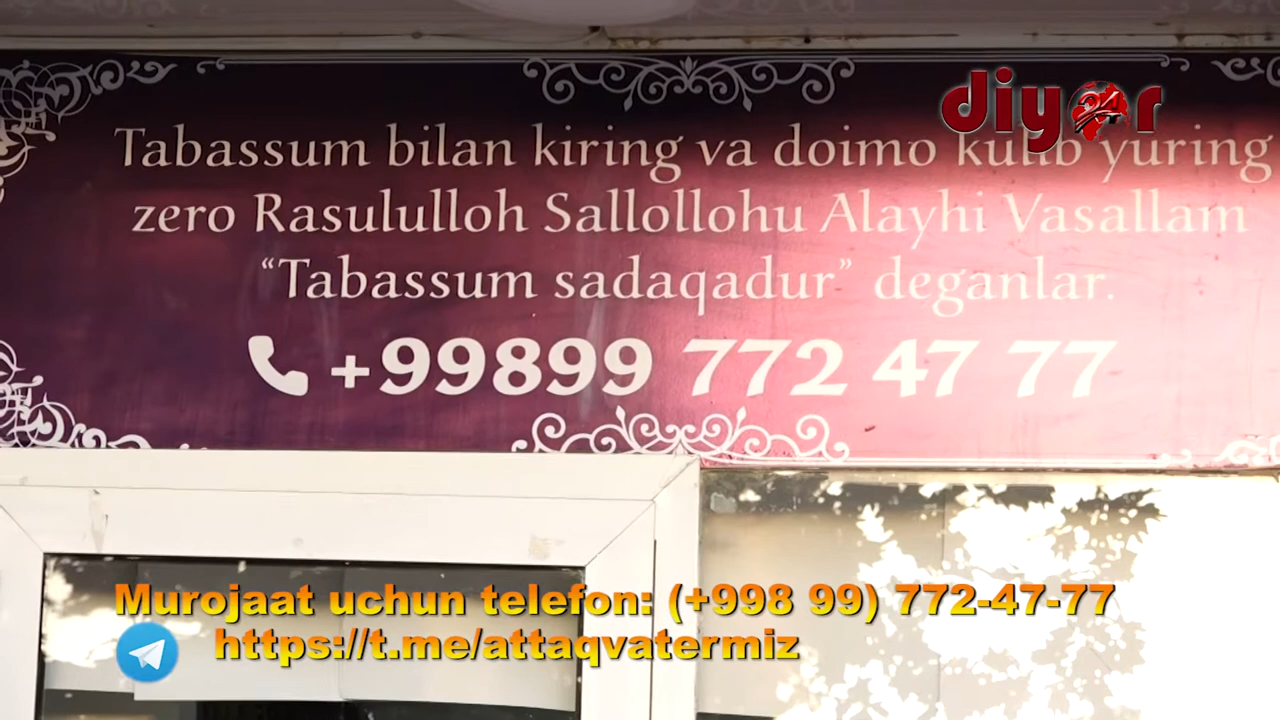 diyor 24
Tabassum bilan kiring va doimo kulib yuring
zero Rasululloh Sallollohu Alayhi Vasallam
“Tabassum sadaqadur” deganlar.
+99899 772 47 77
Murojaat uchun telefon: (+998 99) 772-47-77
https://t.me/attaqvatermiz